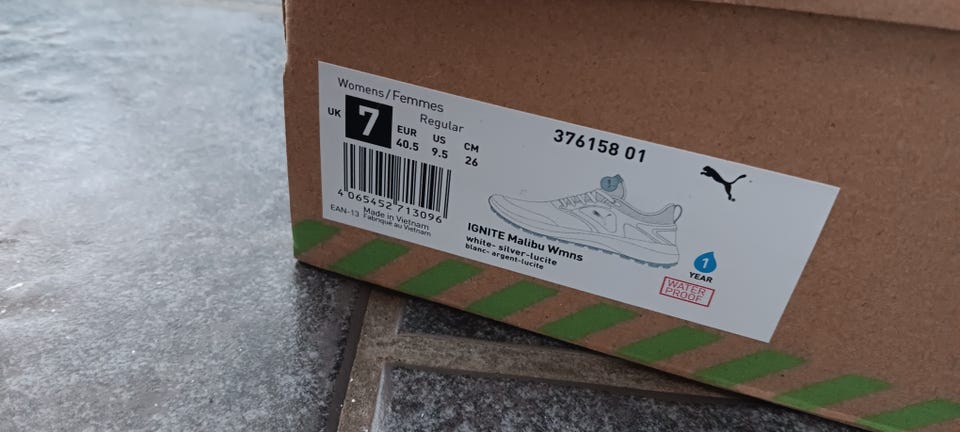 Womens/Femmes
Regular
UK 7
EUR US CM
40.5 9.5 26
376158 01
4 065452 713096
EAN-13 Made in Vietnam
Fabriqué au Vietnam
IGNITE Malibu Wmns
white- silver-lucite
blanc- argent-lucite
1
1
YEAR
WATER
PROOF